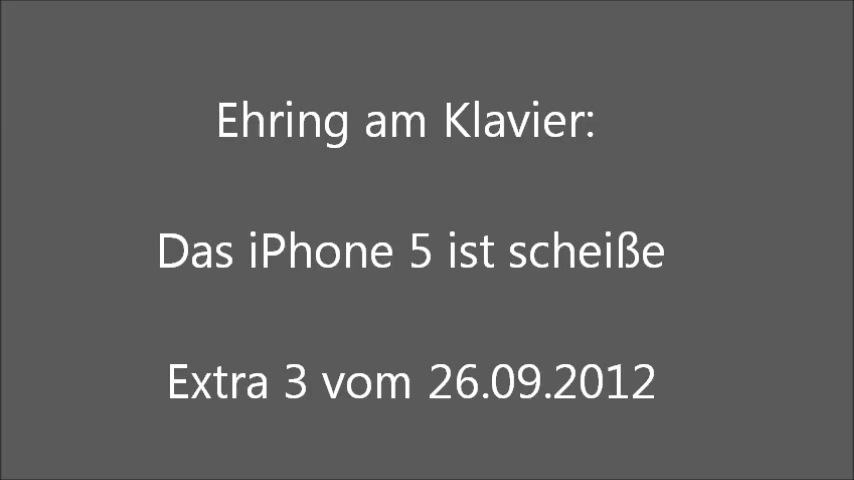 Ehring am Klavier:
Das iPhone 5 ist scheiße
Extra 3 vom 26.09.2012